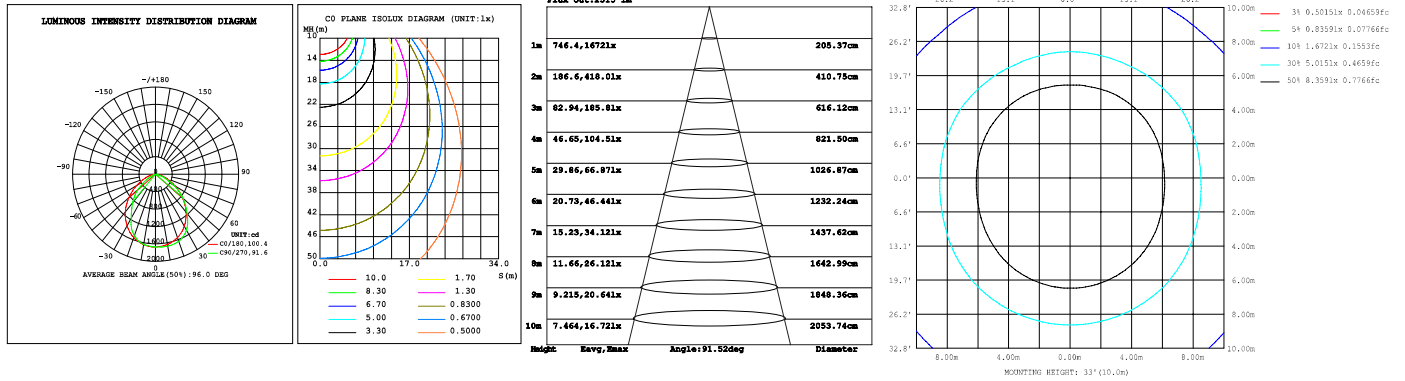 LUMINOUS INTENSITY DISTRIBUTION DIAGRAM
-/+180
-150
150
-120
120
-90
90
-60
60
-30
30
0
1200
1600
2000
UNIT:cd
C0/180,100.4
C90/270,91.6
AVERAGE BEAM ANGLE(50%):96.0 DEG
C0 PLANE ISOLUX DIAGRAM (UNIT:lx)
MH(m)
10
14
18
22
26
30
34
38
42
46
50
0.0
17.0
34.0
S(m)
10.0
1.70
8.30
1.30
6.70
0.8300
5.00
0.6700
3.30
0.5000
1m 746.4,1672lx 205.37cm
2m 186.6,418.0lx 410.75cm
3m 82.94,185.8lx 616.12cm
4m 46.65,104.5lx 821.50cm
5m 29.86,66.87lx 1026.87cm
6m 20.73,46.44lx 1232.24cm
7m 15.23,34.12lx 1437.62cm
8m 11.66,26.12lx 1642.99cm
9m 9.215,20.64lx 1848.36cm
10m 7.464,16.72lx 2053.74cm
Height Eavg,Emax Angle:91.52deg Diameter
32.8' 10.00m
26.2' 8.00m
19.7' 6.00m
13.1' 4.00m
6.6' 2.00m
0.0' 0.00m
6.6' 2.00m
13.1' 4.00m
19.7' 6.00m
26.2' 8.00m
32.8' 10.00m
8.00m 4.00m 0.00m 4.00m 8.00m
MOUNTING HEIGHT: 33'(10.0m)
3% 0.5015lx 0.04659fc
5% 0.8359lx 0.07766fc
10% 1.672lx 0.1553fc
30% 5.015lx 0.4659fc
50% 8.359lx 0.7766fc